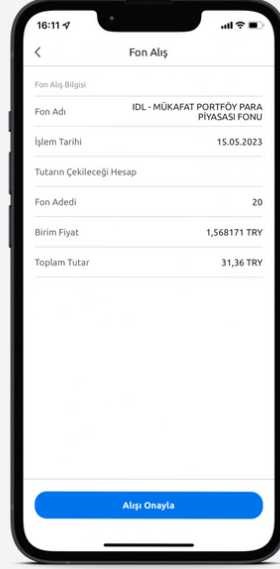 16:11
Fon Alış
Fon Alış Bilgisi
Fon Adı
IDL - MÜKAFAT PORTFÖY PARA
PİYASASI FONU
İşlem Tarihi
15.05.2023
Tutarın Çekileceği Hesap
Fon Adedi
20
Birim Fiyat
1,568171 TRY
Toplam Tutar
31,36 TRY
Alışı Onayla